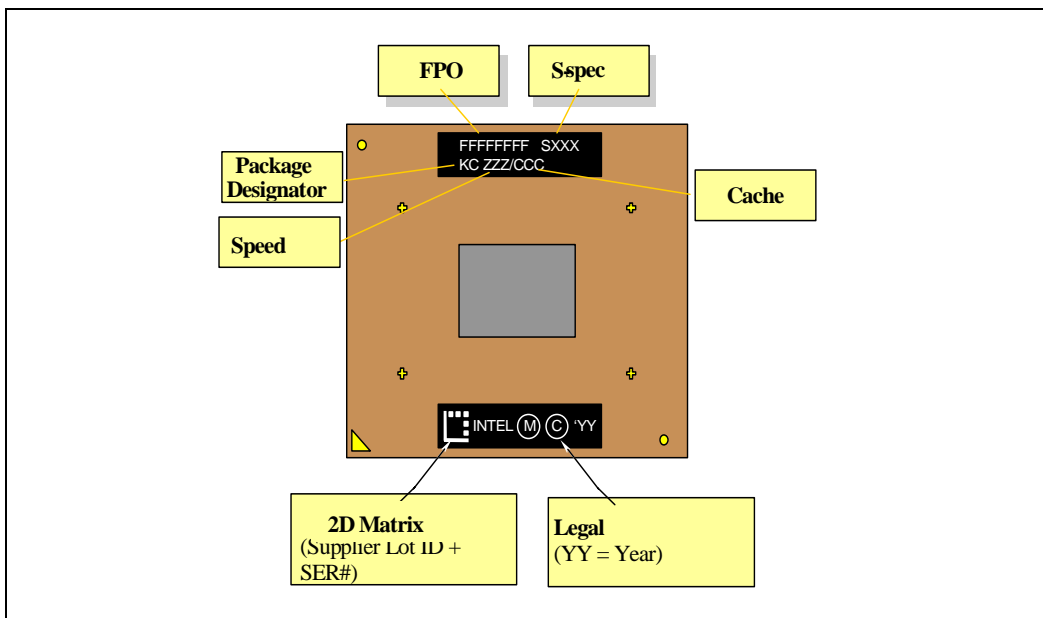 FPO
S-spec
FFFFFFFF SXXX
KC ZZZ/CCC
Package
Designator
Cache
Speed
INTEL M C 'YY
2D Matrix
(Supplier Lot ID +
SER#)
Legal
(YY = Year)